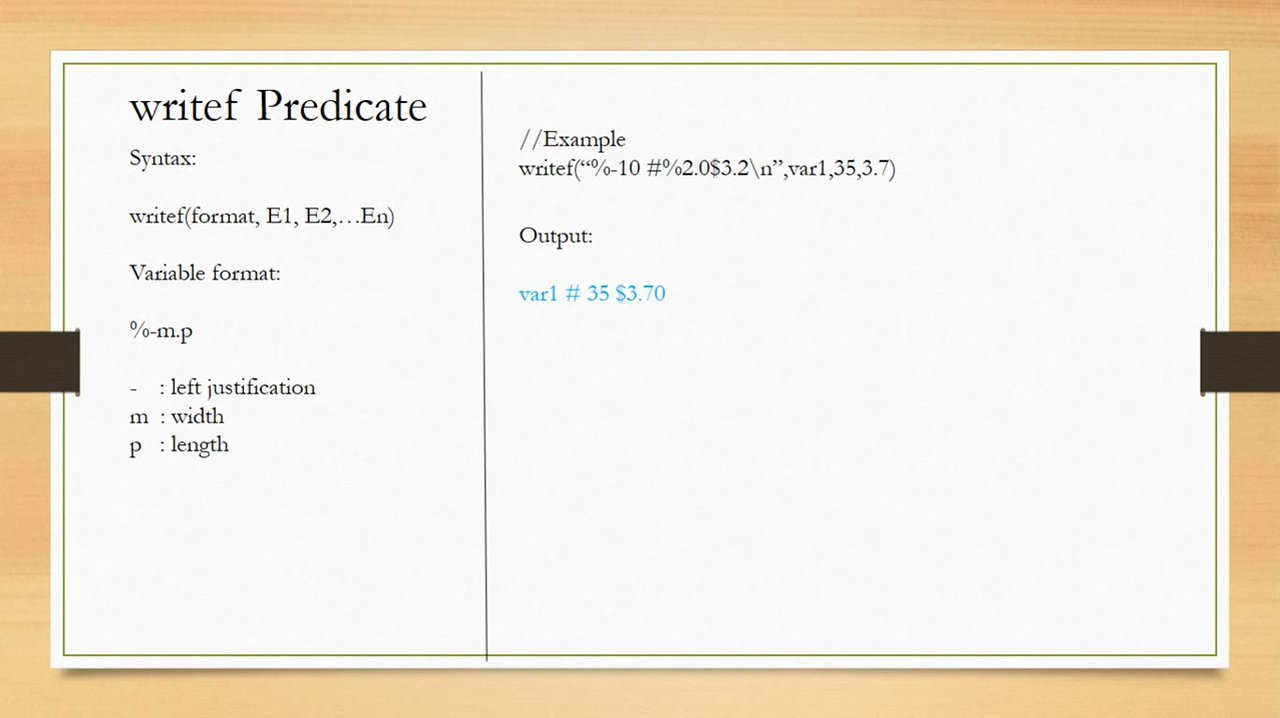 writef Predicate
Syntax:
writef(format, E1, E2,…En)
Variable format:
%-m.p
- : left justification
m : width
p : length
//Example
writef(“%-10 #%2.0$3.2\n”,var1,35,3.7)
Output:
var1 # 35 $3.70